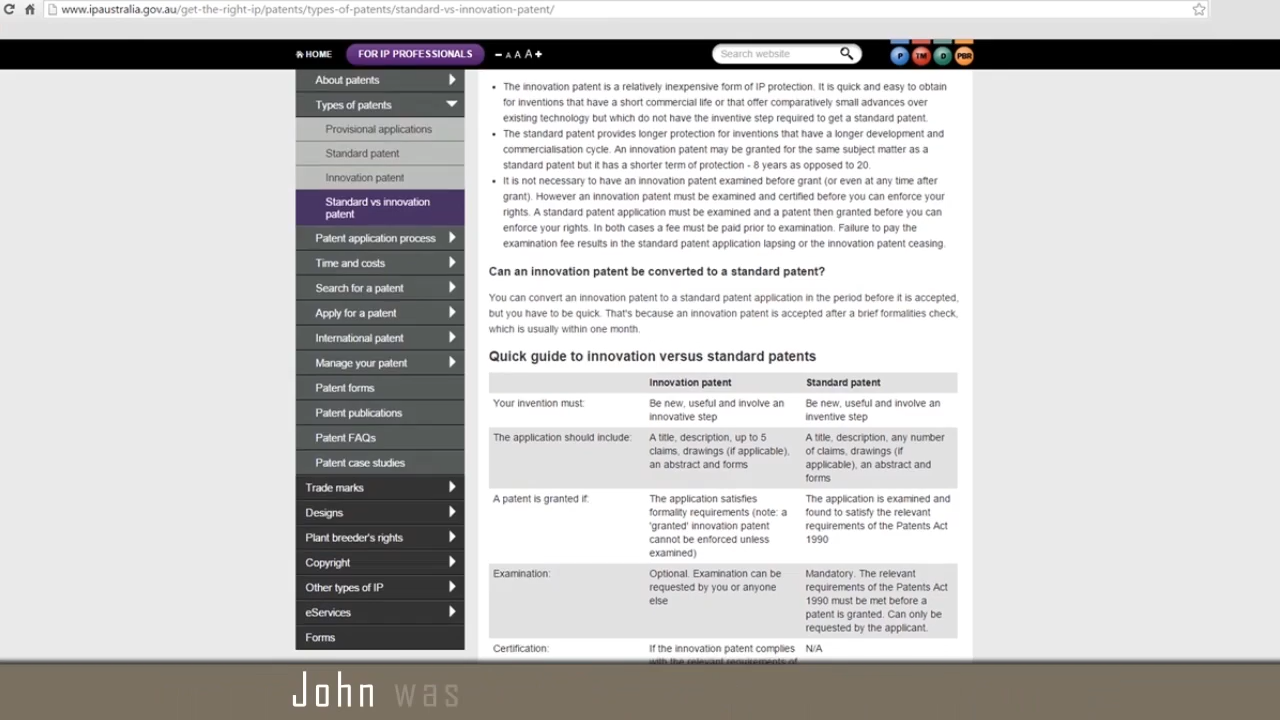 www.ipaustralia.gov.au/get-the-right-ip/patents/types-of-patents/standard-vs-innovation-patent/
HOME
FOR IP PROFESSIONALS
- A A A +
Search website
P TM D PBR
About patents
Types of patents
Provisional applications
Standard patent
Innovation patent
Standard vs innovation
patent
Patent application process
Time and costs
Search for a patent
Apply for a patent
International patent
Manage your patent
Patent forms
Patent publications
Patent FAQs
Patent case studies
Trade marks
Designs
Plant breeder's rights
Copyright
Other types of IP
eServices
Forms
• The innovation patent is a relatively inexpensive form of IP protection. It is quick and easy to obtain
for inventions that have a short commercial life or that offer comparatively small advances over
existing technology but which do not have the inventive step required to get a standard patent.
• The standard patent provides longer protection for inventions that have a longer development and
commercialisation cycle. An innovation patent may be granted for the same subject matter as a
standard patent but it has a shorter term of protection - 8 years as opposed to 20.
• It is not necessary to have an innovation patent examined before grant (or even at any time after
grant). However an innovation patent must be examined and certified before you can enforce your
rights. A standard patent application must be examined and a patent then granted before you can
enforce your rights. In both cases a fee must be paid prior to examination. Failure to pay the
examination fee results in the standard patent application lapsing or the innovation patent ceasing.
Can an innovation patent be converted to a standard patent?
You can convert an innovation patent to a standard patent application in the period before it is accepted,
but you have to be quick. That's because an innovation patent is accepted after a brief formalities check,
which is usually within one month.
Quick guide to innovation versus standard patents
Innovation patent Standard patent
Your invention must: Be new, useful and involve an Be new, useful and involve an
innovative step inventive step
The application should include: A title, description, up to 5 A title, description, any number
claims, drawings (if applicable), of claims, drawings (if
an abstract and forms applicable), an abstract and
forms
A patent is granted if: The application satisfies The application is examined and
formality requirements (note: a found to satisfy the relevant
'granted' innovation patent requirements of the Patents Act
cannot be enforced unless 1990
examined)
Examination: Optional. Examination can be Mandatory. The relevant
requested by you or anyone requirements of the Patents Act
else 1990 must be met before a
patent is granted. Can only be
requested by the applicant.
Certification: If the innovation patent complies N/A
with the relevant requirements of
John was